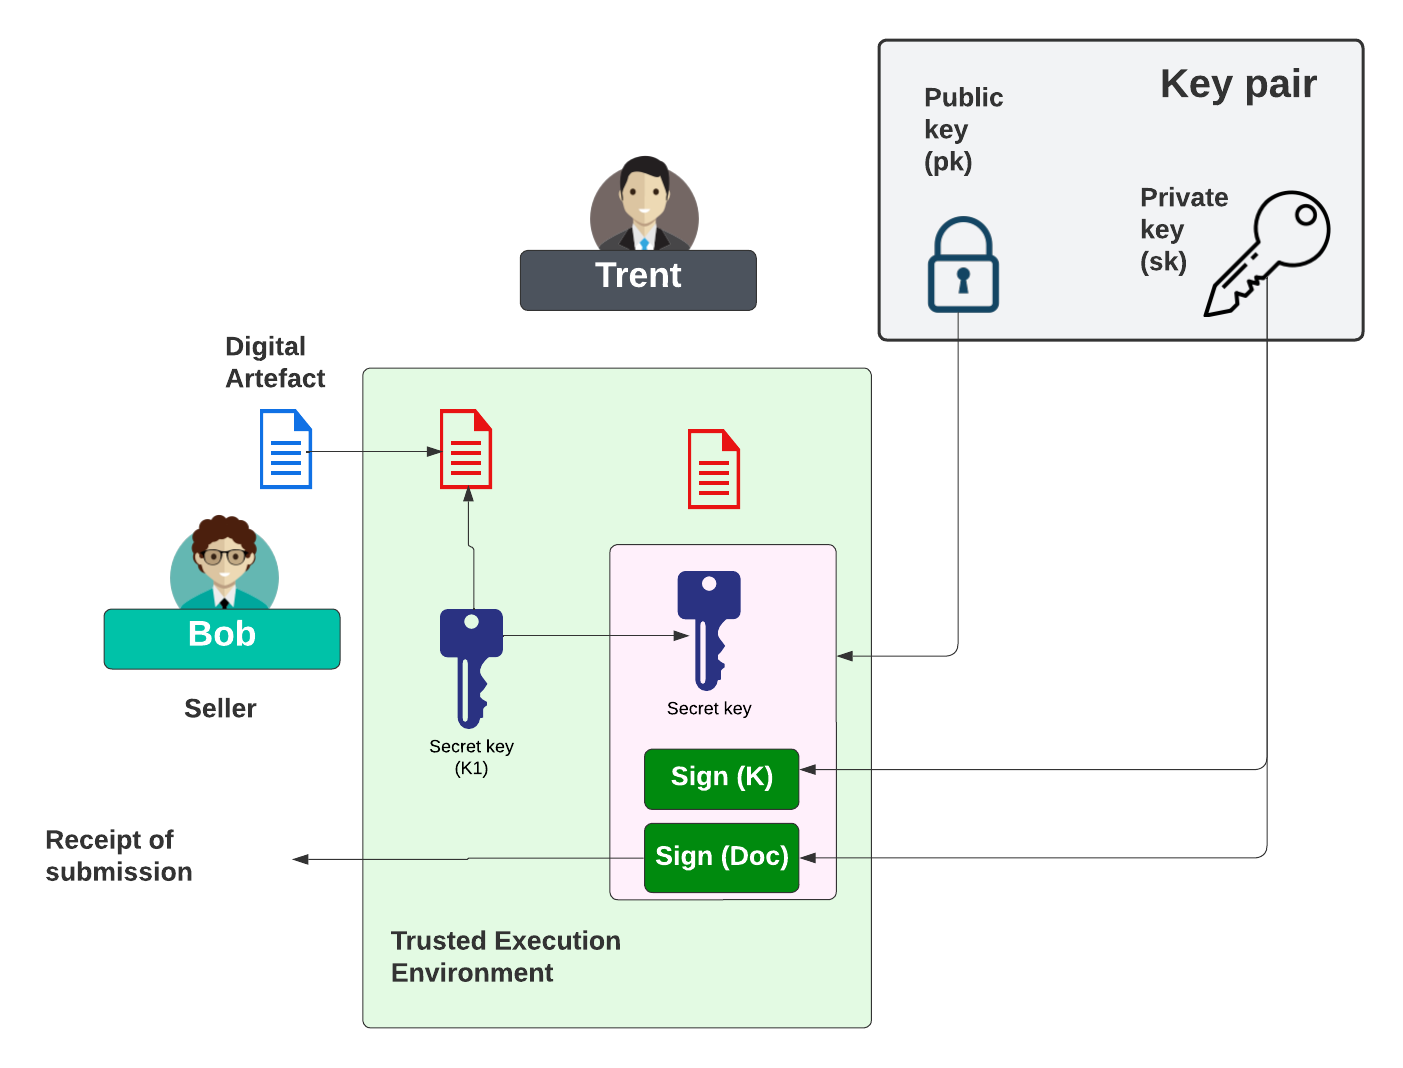 Key pair
Public
key
(pk)
Private
key
(sk)
Trent
Digital
Artefact
Bob
Seller
Secret key
Secret key
(K1)
Sign (K)
Sign (Doc)
Receipt of
submission
Trusted Execution
Environment